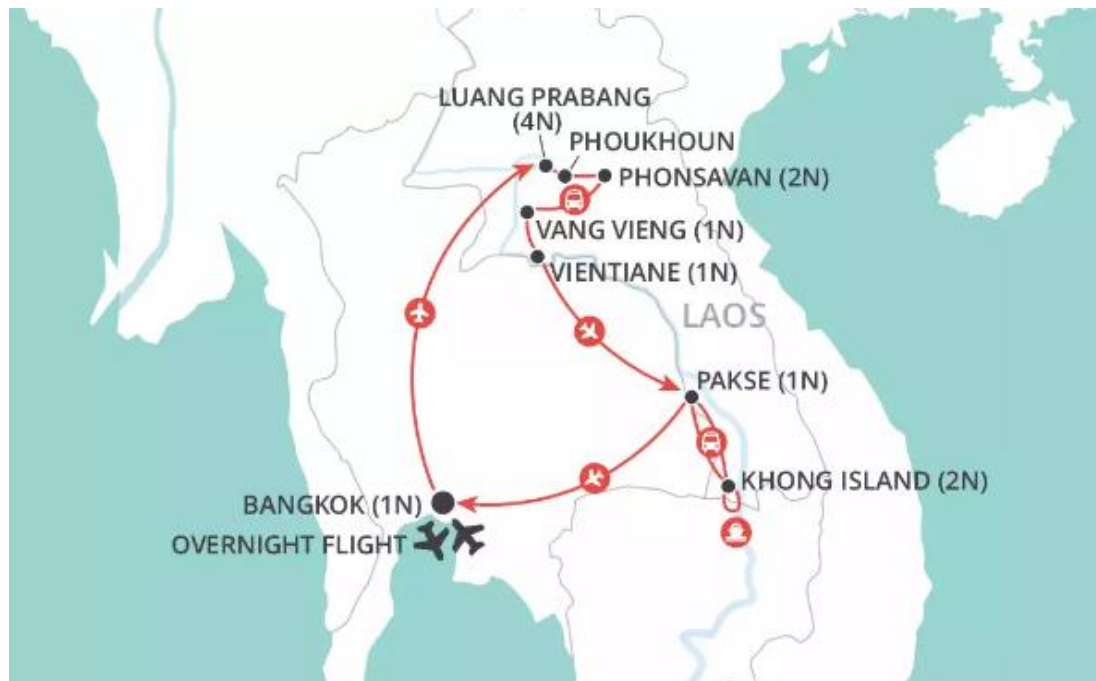 LUANG PRABANG
(4N)
PHOUKHOUN
PHONSAVAN (2N)
VANG VIENG (1N)
VIENTIANE (1N)
LAOS
PAKSE (1N)
KHONG ISLAND (2N)
BANGKOK (1N)
OVERNIGHT FLIGHT